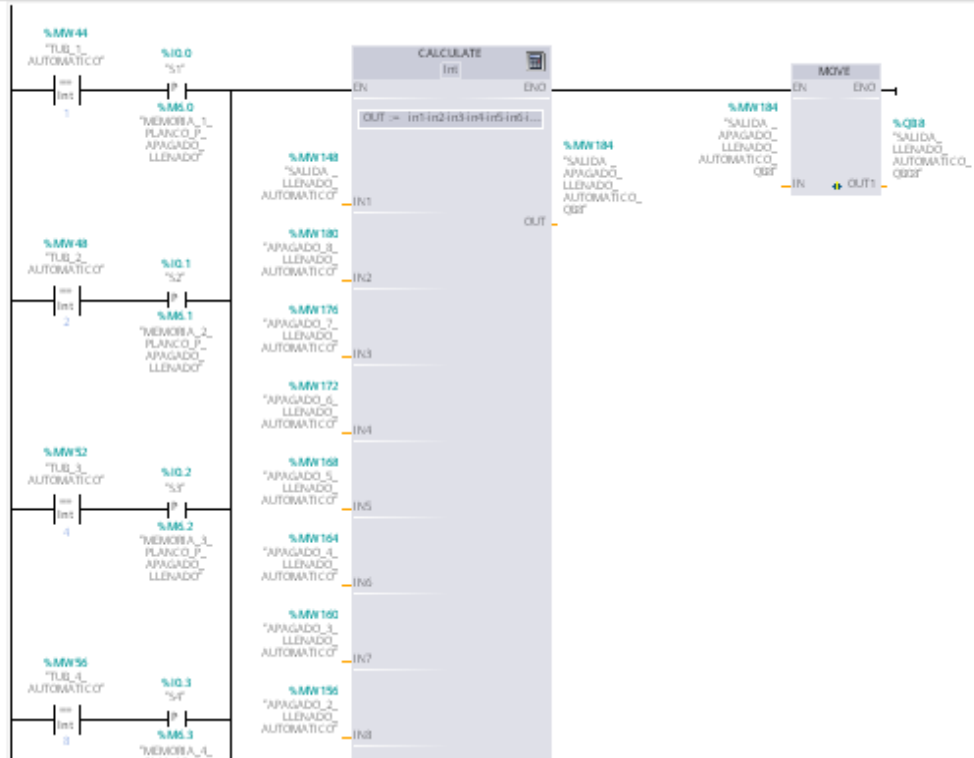 %MW44
"TUB_1_
AUTOMATICO"
==
Int
1
%I0.0
"S1"
P
%M6.0
"MEMORIA_1_
PLANCO_P_
APAGADO_
LLENADO"
%MW48
"TUB_2_
AUTOMATICO"
==
Int
2
%I0.1
"S2"
P
%M6.1
"MEMORIA_2_
PLANCO_P_
APAGADO_
LLENADO"
%MW52
"TUB_3_
AUTOMATICO"
==
Int
4
%I0.2
"S3"
P
%M6.2
"MEMORIA_3_
PLANCO_P_
APAGADO_
LLENADO"
%MW56
"TUB_4_
AUTOMATICO"
==
Int
8
%I0.3
"S4"
P
%M6.3
"MEMORIA_4_
CALCULATE
Int
EN
ENO
OUT := in1-in2-in3-in4-in5-in6-i...
%MW148
"SALIDA_
LLENADO_
AUTOMATICO"
IN1
%MW180
"APAGADO_8_
LLENADO_
AUTOMATICO"
IN2
%MW176
"APAGADO_7_
LLENADO_
AUTOMATICO"
IN3
%MW172
"APAGADO_6_
LLENADO_
AUTOMATICO"
IN4
%MW168
"APAGADO_5_
LLENADO_
AUTOMATICO"
IN5
%MW164
"APAGADO_4_
LLENADO_
AUTOMATICO"
IN6
%MW160
"APAGADO_3_
LLENADO_
AUTOMATICO"
IN7
%MW156
"APAGADO_2_
LLENADO_
AUTOMATICO"
IN8
%MW184
"SALIDA_
APAGADO_
LLENADO_
AUTOMATICO_
QB8"
OUT
MOVE
EN
ENO
%MW184
"SALIDA_
APAGADO_
LLENADO_
AUTOMATICO_
QB8"
IN
OUT1
%QB8
"SALIDA_
LLENADO_
AUTOMATICO_